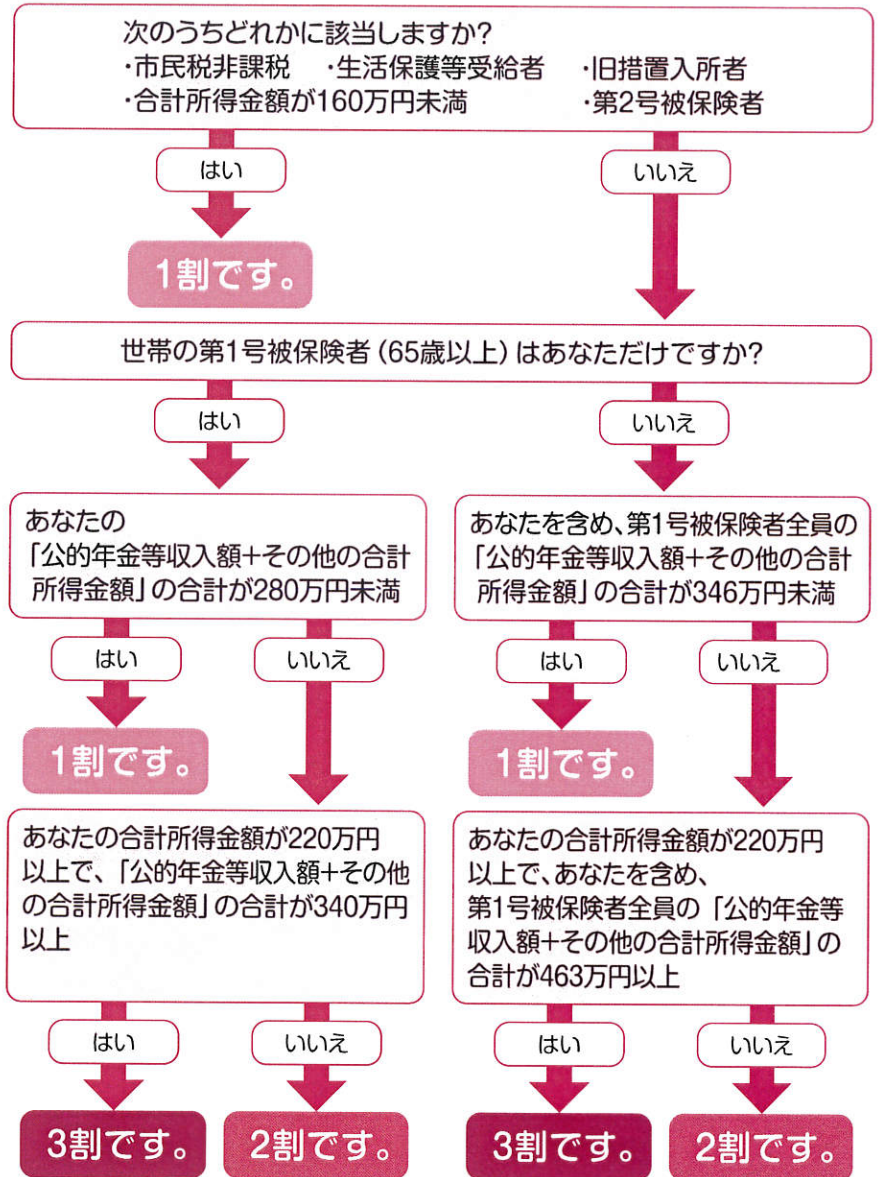 次のうちどれかに該当しますか?
・市民税非課税 ・生活保護等受給者 ・旧措置入所者
・合計所得金額が160万円未満 ・第2号被保険者
はい
いいえ
1割です。
世帯の第1号被保険者(65歳以上)はあなただけですか?
はい
いいえ
あなたの
「公的年金等収入額+その他の合計
所得金額」の合計が280万円未満
あなたを含め、第1号被保険者全員の
「公的年金等収入額+その他の合計
所得金額」の合計が346万円未満
はい
いいえ
はい
いいえ
1割です。
1割です。
あなたの合計所得金額が220万円
以上で、「公的年金等収入額+その他
の合計所得金額」の合計が340万円
以上
あなたの合計所得金額が220万円
以上で、あなたを含め、
第1号被保険者全員の「公的年金等
収入額+その他の合計所得金額」の
合計が463万円以上
はい
いいえ
はい
いいえ
3割です。
2割です。
3割です。
2割です。